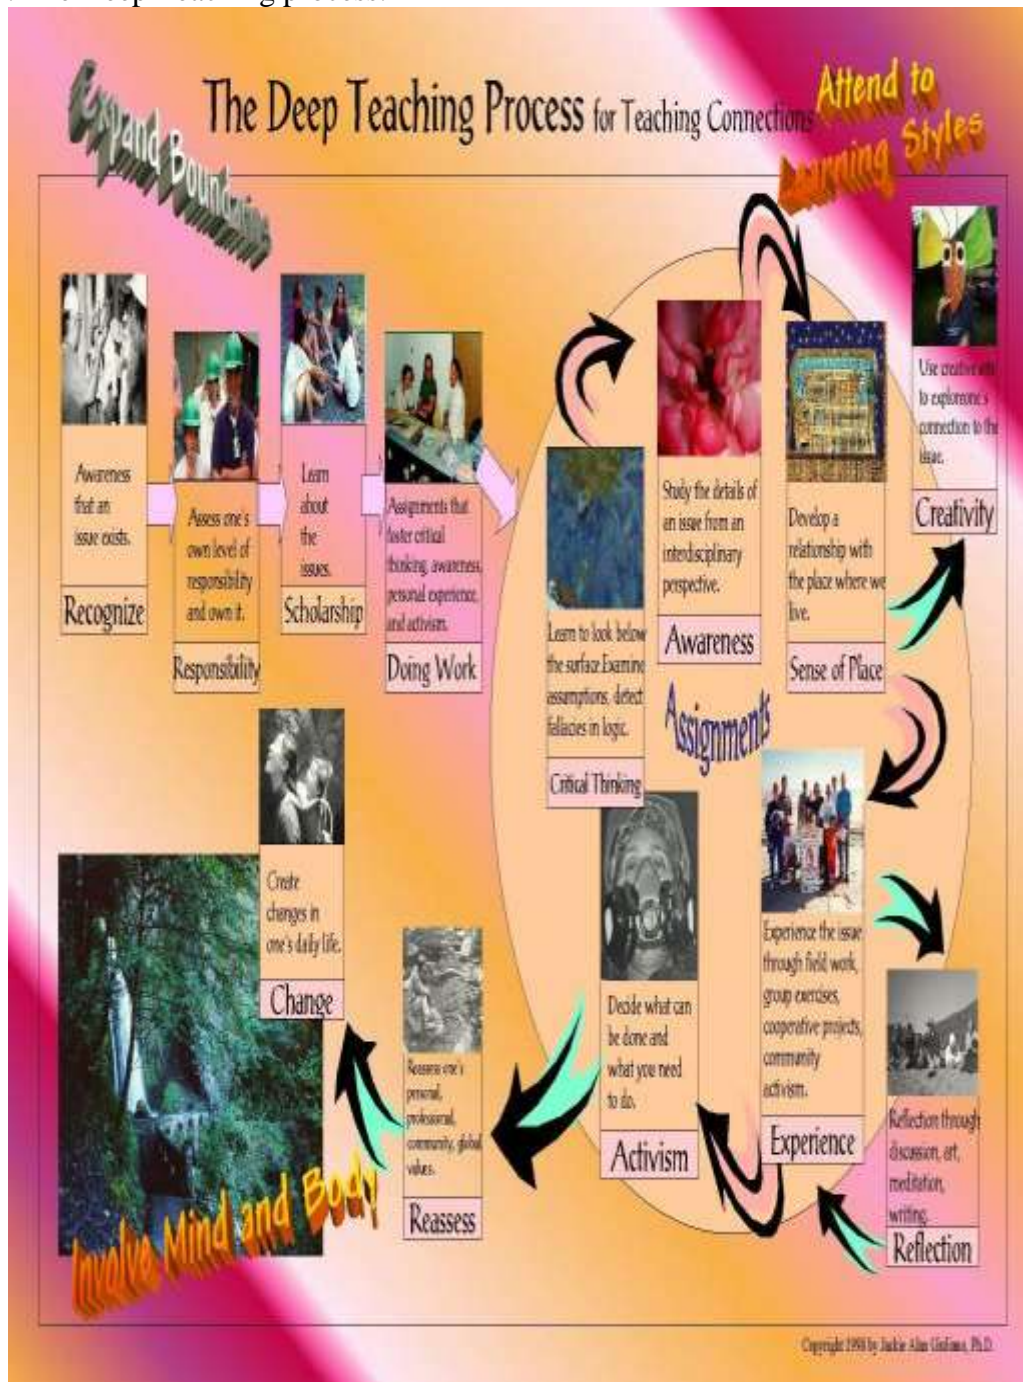 The Deep Teaching Process for Teaching Connections
Expand Boundaries
Attend to
Learning Styles
Awareness
that an
issue exists.
Recognize
Assess one's
own level of
responsibility
and own it.
Responsibility
Learn
about
the
issues.
Scholarship
Assignments that
foster critical
thinking, awareness,
personal experience,
and activism.
Doing Work
Learn to look below
the surface. Examine
assumptions, detect
fallacies in logic.
Critical Thinking
Study the details of
an issue from an
interdisciplinary
perspective.
Awareness
Develop a
relationship with
the place where we
live.
Sense of Place
Use creative arts
to explore one's
connection to the
issue.
Creativity
Assignments
Experience the issue
through field work,
group exercises,
cooperative projects,
community
activism.
Experience
Reflection through
discussion, art,
meditation,
writing.
Reflection
Decide what can
be done and
what you need
to do.
Activism
Reassess one's
personal,
professional,
community, global
values.
Reassess
Create
changes in
one's daily life.
Change
Involve Mind and Body
Copyright 1998 by Jackie Alan Giuliano, Ph.D.